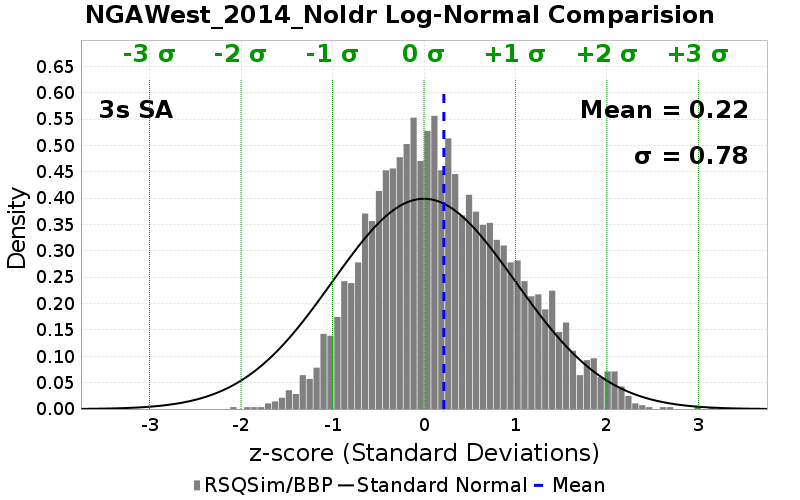 NGAWest_2014_NoIdr Log-Normal Comparision
-3 σ -2 σ -1 σ 0 σ +1 σ +2 σ +3 σ
3s SA
Mean = 0.22
σ = 0.78
Density
0.65
0.60
0.55
0.50
0.45
0.40
0.35
0.30
0.25
0.20
0.15
0.10
0.05
0.00
-3 -2 -1 0 1 2 3
z-score (Standard Deviations)
RSQSim/BBP Standard Normal Mean